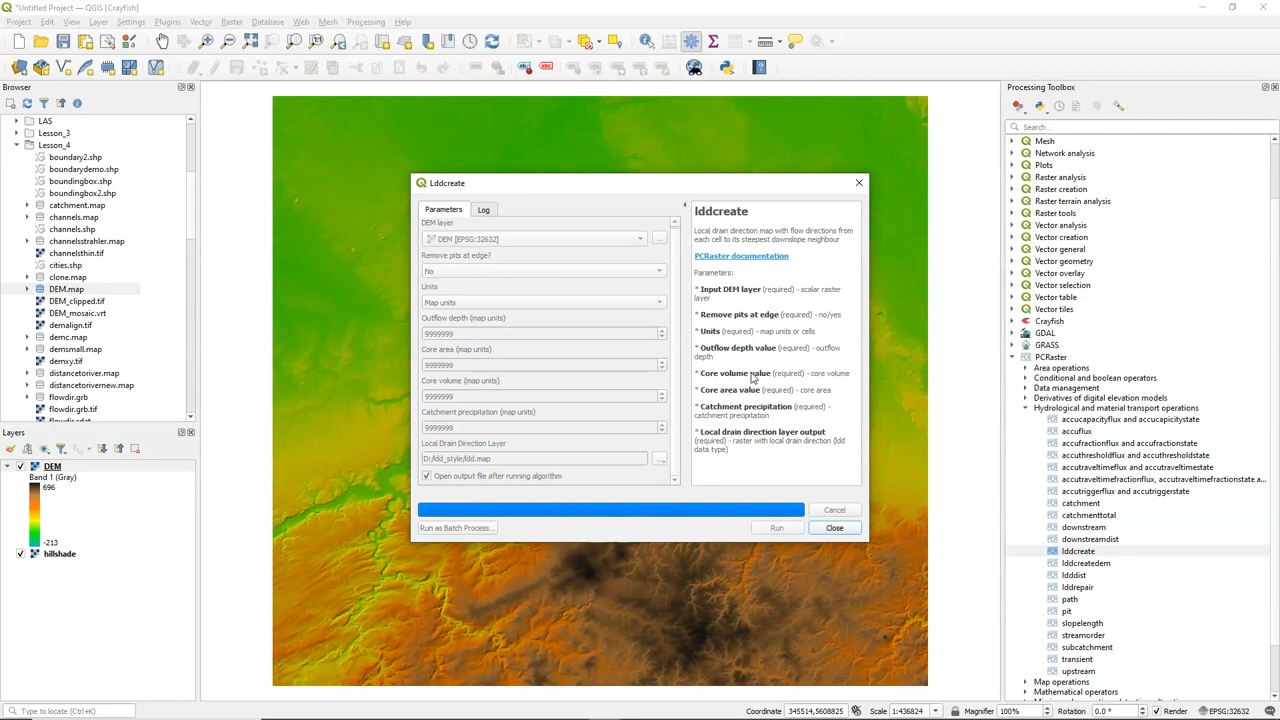 *Untitled Project — QGIS [Crayfish]
Project Edit View Layer Settings Plugins Vector Raster Database Web Mesh Processing Help
Browser
LAS
Lesson_3
Lesson_4
boundary2.shp
boundarydemo.shp
boundingbox.shp
boundingbox2.shp
catchment.map
channels.map
channels.shp
channelsstrahler.map
channelsthin.tif
cities.shp
clone.map
DEM.map
DEM_clipped.tif
DEM_mosaic.vrt
demalign.tif
demc.map
demsmall.map
demxy.tif
distancetoriver.map
distancetorivernew.map
flowdir.grb
flowdir.grb.tif
Layers
DEM
Band 1 (Gray)
696
-213
hillshade
Lddcreate
Parameters Log
DEM layer
DEM [EPSG:32632]
...
Remove pits at edge?
No
Units
Map units
Outflow depth (map units)
9999999
Core area (map units)
9999999
Core volume (map units)
9999999
Catchment precipitation (map units)
9999999
Local Drain Direction Layer
D:/ldd_style/ldd.map
...
Open output file after running algorithm
lddcreate
Local drain direction map with flow directions from
each cell to its steepest downslope neighbour
PCRaster documentation
Parameters:
* Input DEM layer (required) - scalar raster
layer
* Remove pits at edge (required) - no/yes
* Units (required) - map units or cells
* Outflow depth value (required) - outflow
depth
* Core volume value (required) - core volume
* Core area value (required) - core area
* Catchment precipitation (required) -
catchment precipitation
* Local drain direction layer output
(required) - raster with local drain direction (ldd
data type)
Cancel
Run as Batch Process...
Run
Close
Processing Toolbox
Search...
Mesh
Network analysis
Plots
Raster analysis
Raster creation
Raster terrain analysis
Raster tools
Vector analysis
Vector creation
Vector general
Vector geometry
Vector overlay
Vector selection
Vector table
Vector tiles
Crayfish
GDAL
GRASS
PCRaster
Area operations
Conditional and boolean operators
Data management
Derivatives of digital elevation models
Hydrological and material transport operations
accucapacityflux and accucapacitystate
accuflux
accufractionflux and accufractionstate
accuthresholdflux and accuthresholdstate
accutraveltimeflux and accutraveltimestate
accutraveltimefractionflux, accutraveltimefractionstate a...
accutriggerflux and accutriggerstate
catchment
catchmenttotal
downstream
downstreamdist
lddcreate
lddcreatedem
ldddist
lddrepair
path
pit
slopelength
streamorder
subcatchment
transient
upstream
Map operations
Mathematical operators
Type to locate (Ctrl+K)
Coordinate 345514,5608825 Scale 1:436824 Magnifier 100% Rotation 0.0 ° Render EPSG:32632